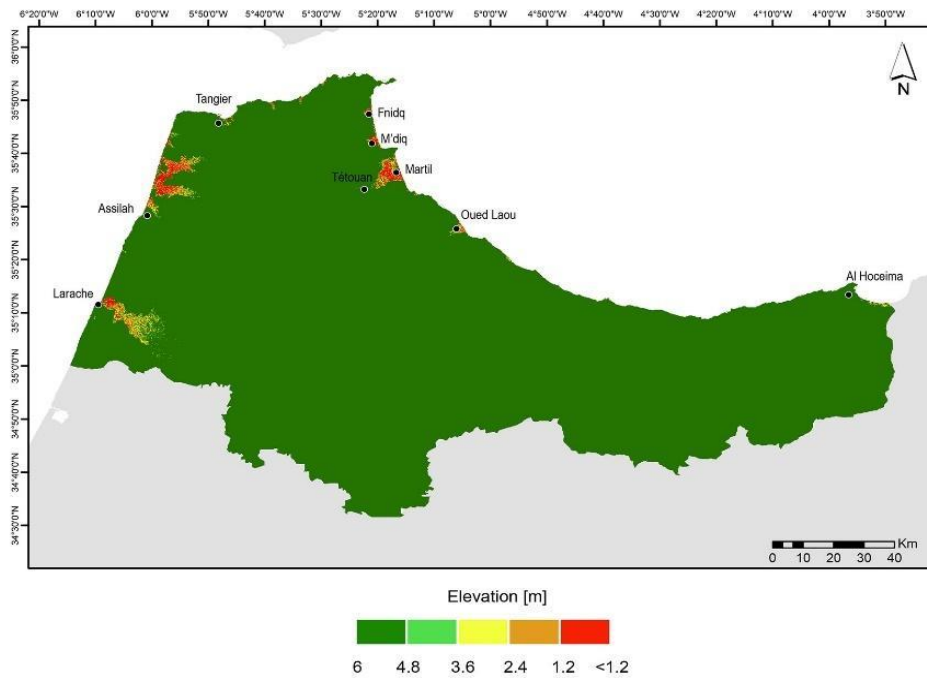 6°20'0"W 6°10'0"W 6°0'0"W 5°50'0"W 5°40'0"W 5°30'0"W 5°20'0"W 5°10'0"W 5°0'0"W 4°50'0"W 4°40'0"W 4°30'0"W 4°20'0"W 4°10'0"W 4°0'0"W 3°50'0"W
36°0'0"N
35°50'0"N
35°40'0"N
35°30'0"N
35°20'0"N
35°10'0"N
35°0'0"N
34°50'0"N
34°40'0"N
34°30'0"N
N
Tangier
Fnidq
M'diq
Martil
Tétouan
Assilah
Oued Laou
Al Hoceima
Larache
Km
0 10 20 30 40
Elevation [m]
6 4.8 3.6 2.4 1.2 <1.2